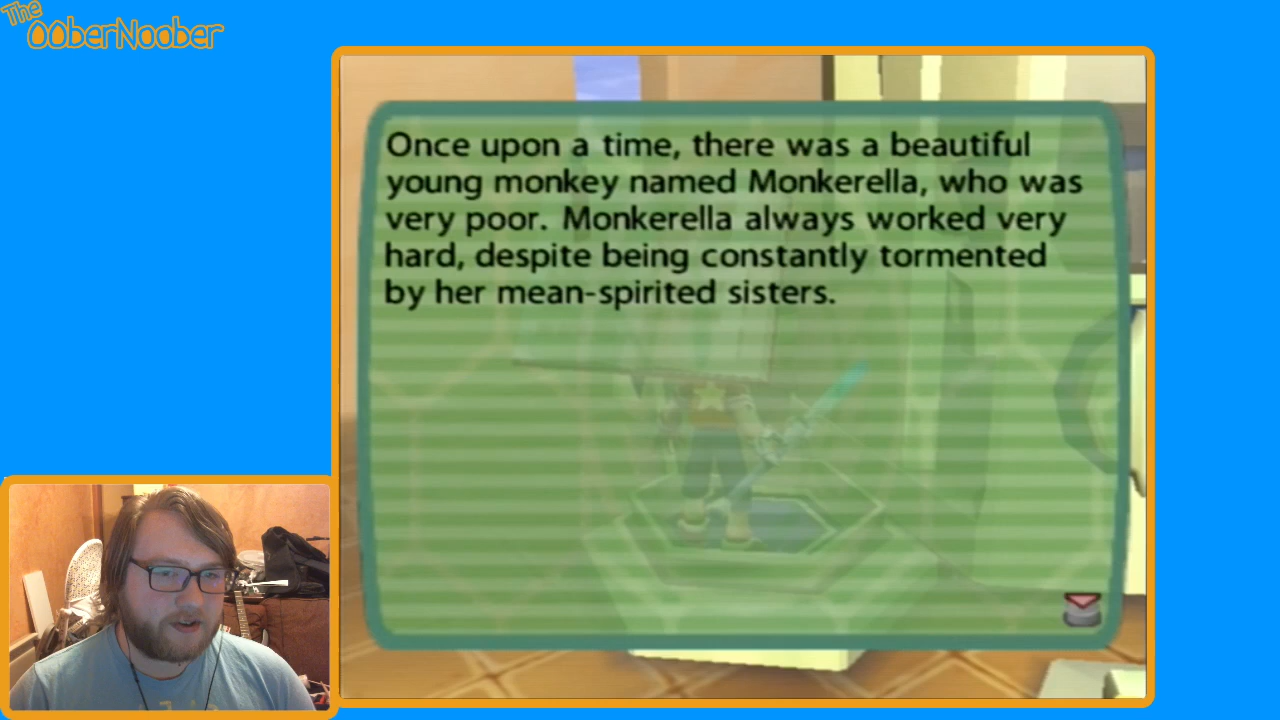 The
OOberNoober
Once upon a time, there was a beautiful
young monkey named Monkerella, who was
very poor. Monkerella always worked very
hard, despite being constantly tormented
by her mean-spirited sisters.